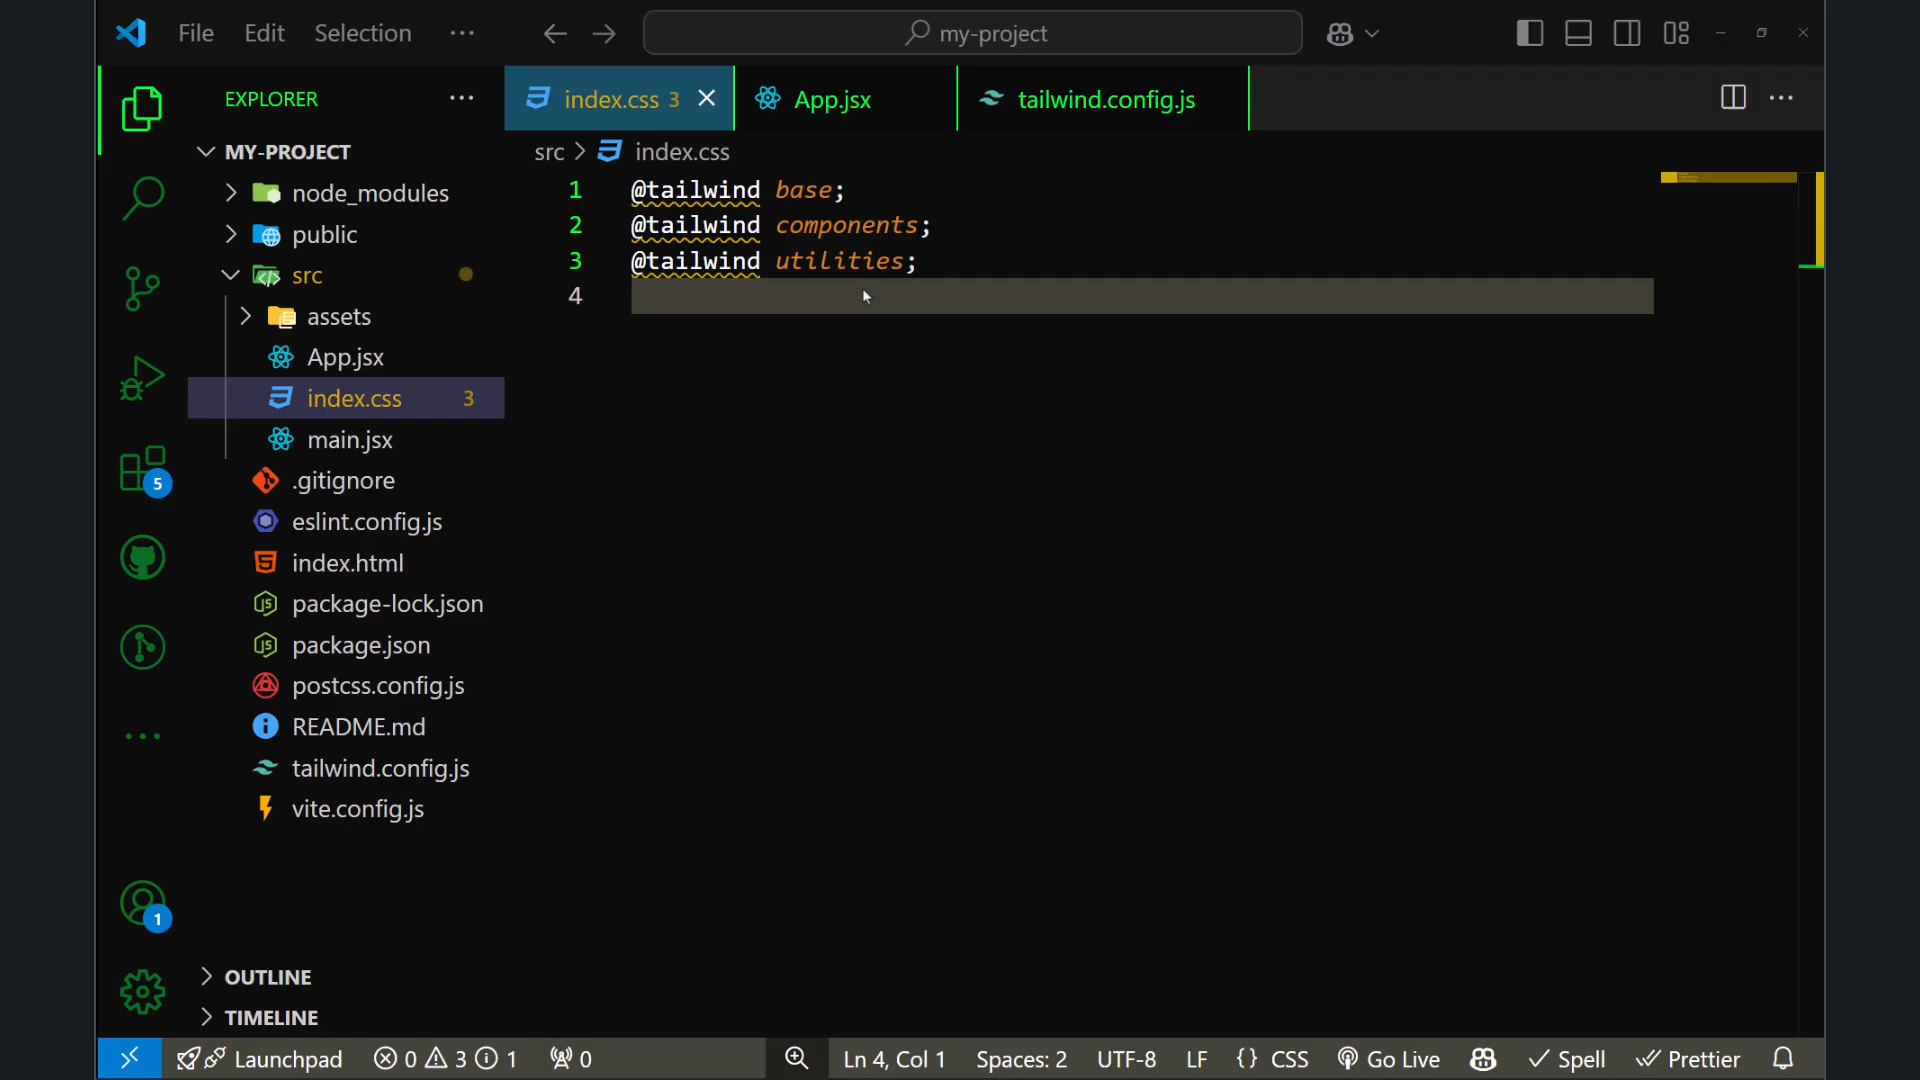 File Edit Selection ···
my-project
EXPLORER ···
index.css 3
App.jsx
tailwind.config.js
MY-PROJECT
src > index.css
node_modules
public
src
assets
App.jsx
index.css 3
main.jsx
.gitignore
eslint.config.js
index.html
package-lock.json
package.json
postcss.config.js
README.md
tailwind.config.js
vite.config.js
1 @tailwind base;
2 @tailwind components;
3 @tailwind utilities;
4
5
1
OUTLINE
TIMELINE
Launchpad 0 3 1 0 Ln 4, Col 1 Spaces: 2 UTF-8 LF {} CSS Go Live Spell Prettier